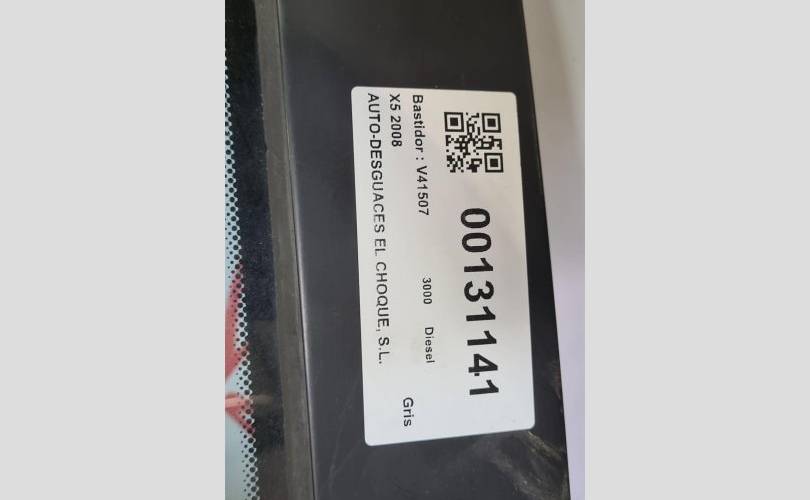 00131141
Bastidor : V41507 3000 Diesel
X5 2008 Gris
AUTO-DESGUACES EL CHOQUE, S.L.